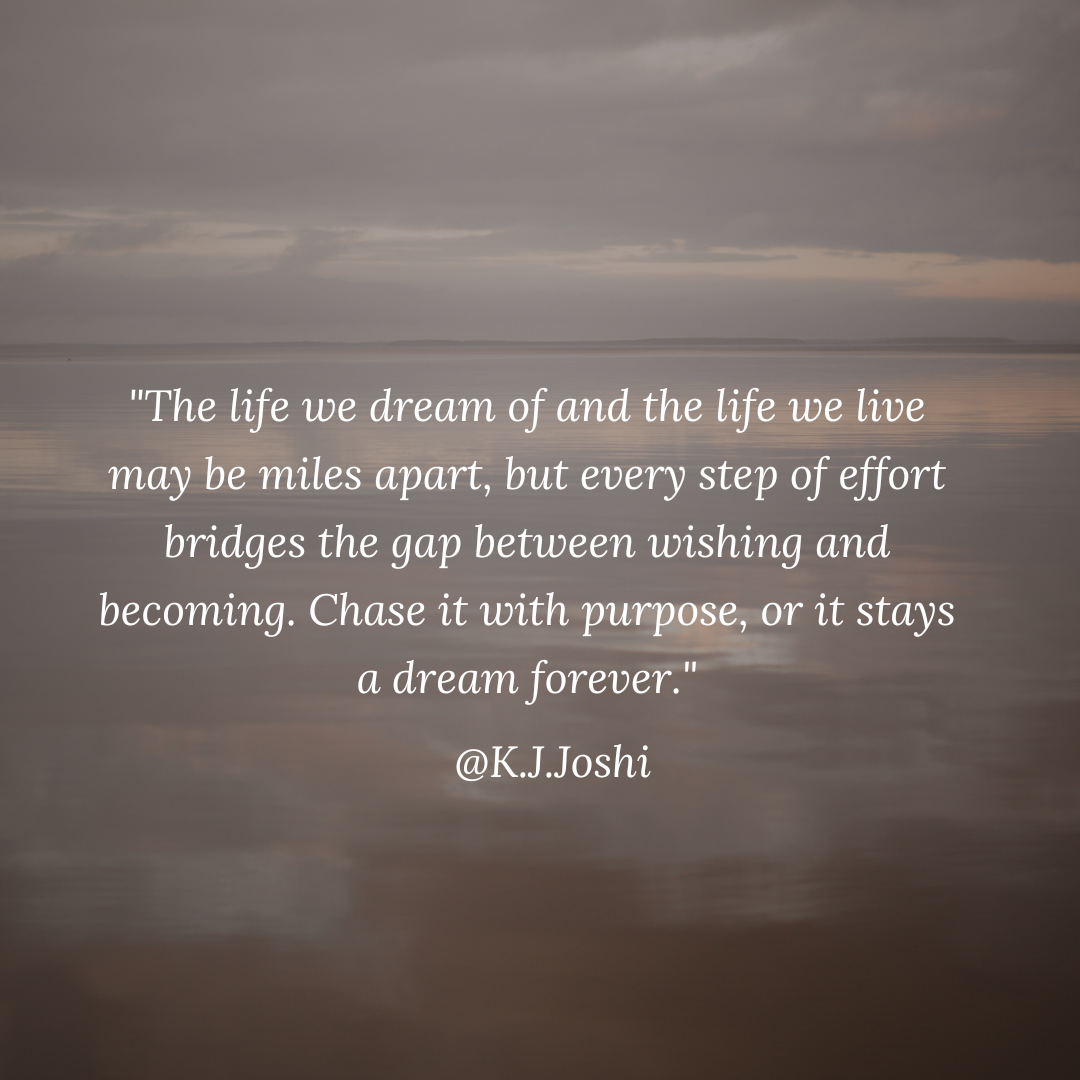 "The life we dream of and the life we live
may be miles apart, but every step of effort
bridges the gap between wishing and
becoming. Chase it with purpose, or it stays
a dream forever."
@K.J.Joshi